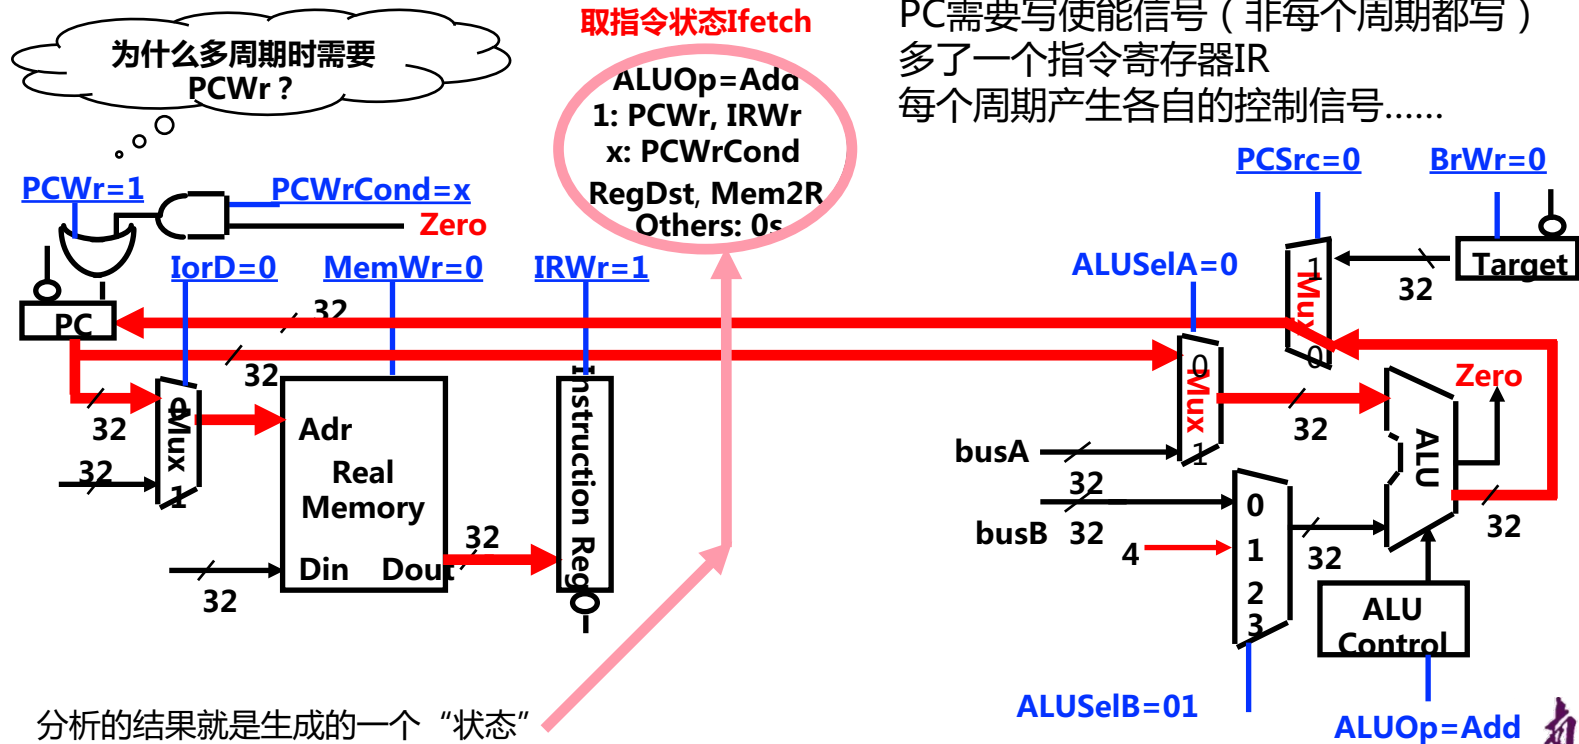 取指令状态Ifetch
PC需要写使能信号（非每个周期都写）
多了一个指令寄存器IR
每个周期产生各自的控制信号......
为什么多周期时需要
PCWr？
ALUOp=Add
1: PCWr, IRWr
x: PCWrCond
RegDst, Mem2R
Others: 0s
PCWr=1
PCWrCond=x
Zero
PCSrc=0
BrWr=0
IorD=0
MemWr=0
IRWr=1
ALUSelA=0
Target
32
PC
32
32
1
Mux
0
32
0
Mux
1
32
Adr
Real
Memory
Din
Dout
32
32
Instruction Reg
0
Mux
1
busA
32
busB
32
4
0
1
2
3
32
32
ALU
Zero
32
ALU
Control
ALUSelB=01
ALUOp=Add
分析的结果就是生成的一个“状态”